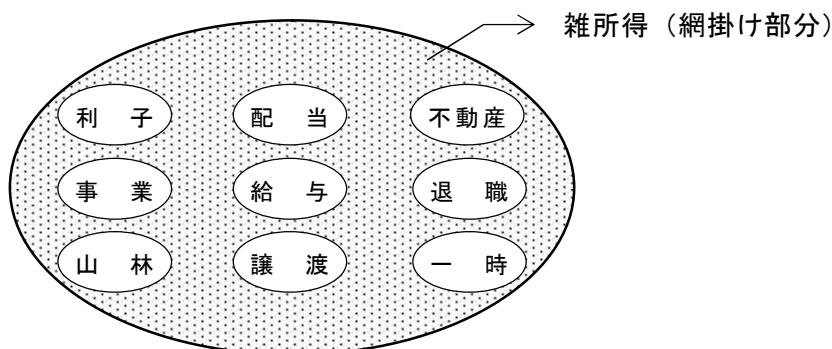 雑所得（網掛け部分）
利　子
配　当
不動産
事　業
給　与
退　職
山　林
譲　渡
一　時